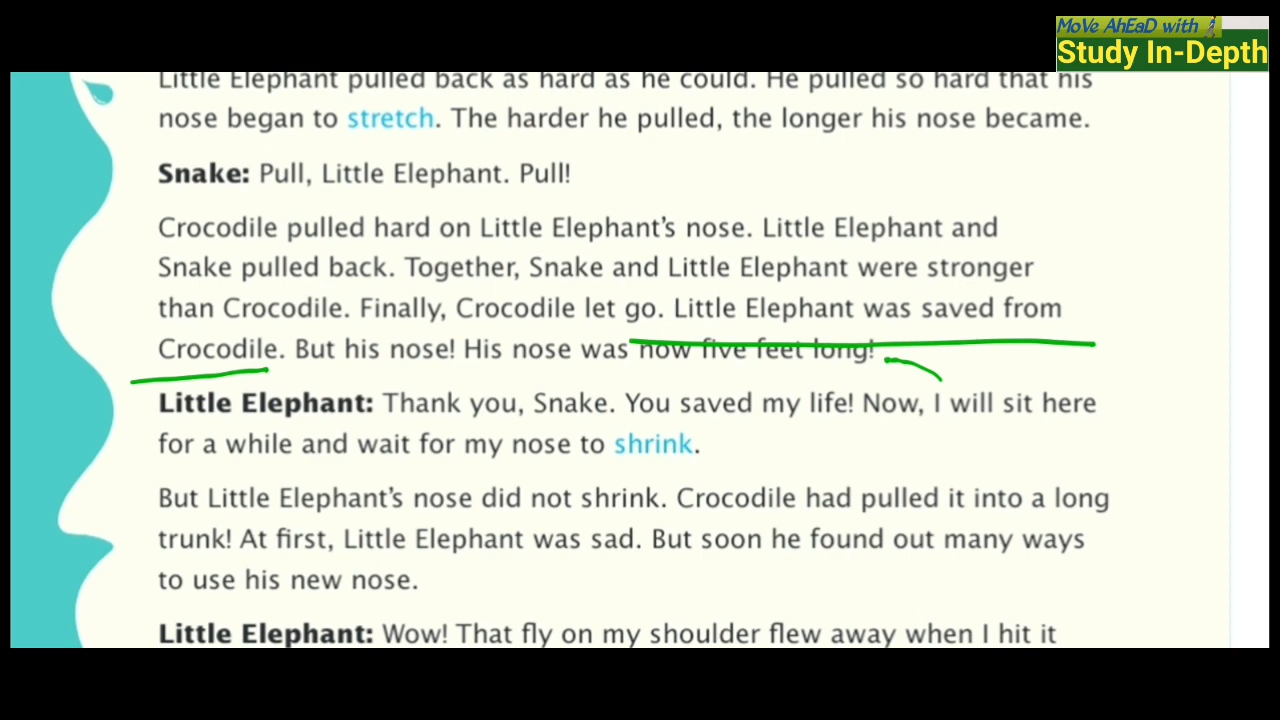 MoVe AhEaD with
Study In-Depth
Little Elephant pulled back as hard as he could. He pulled so hard that his
nose began to stretch. The harder he pulled, the longer his nose became.
Snake: Pull, Little Elephant. Pull!
Crocodile pulled hard on Little Elephant’s nose. Little Elephant and
Snake pulled back. Together, Snake and Little Elephant were stronger
than Crocodile. Finally, Crocodile let go. Little Elephant was saved from
Crocodile. But his nose! His nose was now five feet long!
Little Elephant: Thank you, Snake. You saved my life! Now, I will sit here
for a while and wait for my nose to shrink.
But Little Elephant’s nose did not shrink. Crocodile had pulled it into a long
trunk! At first, Little Elephant was sad. But soon he found out many ways
to use his new nose.
Little Elephant: Wow! That fly on my shoulder flew away when I hit it